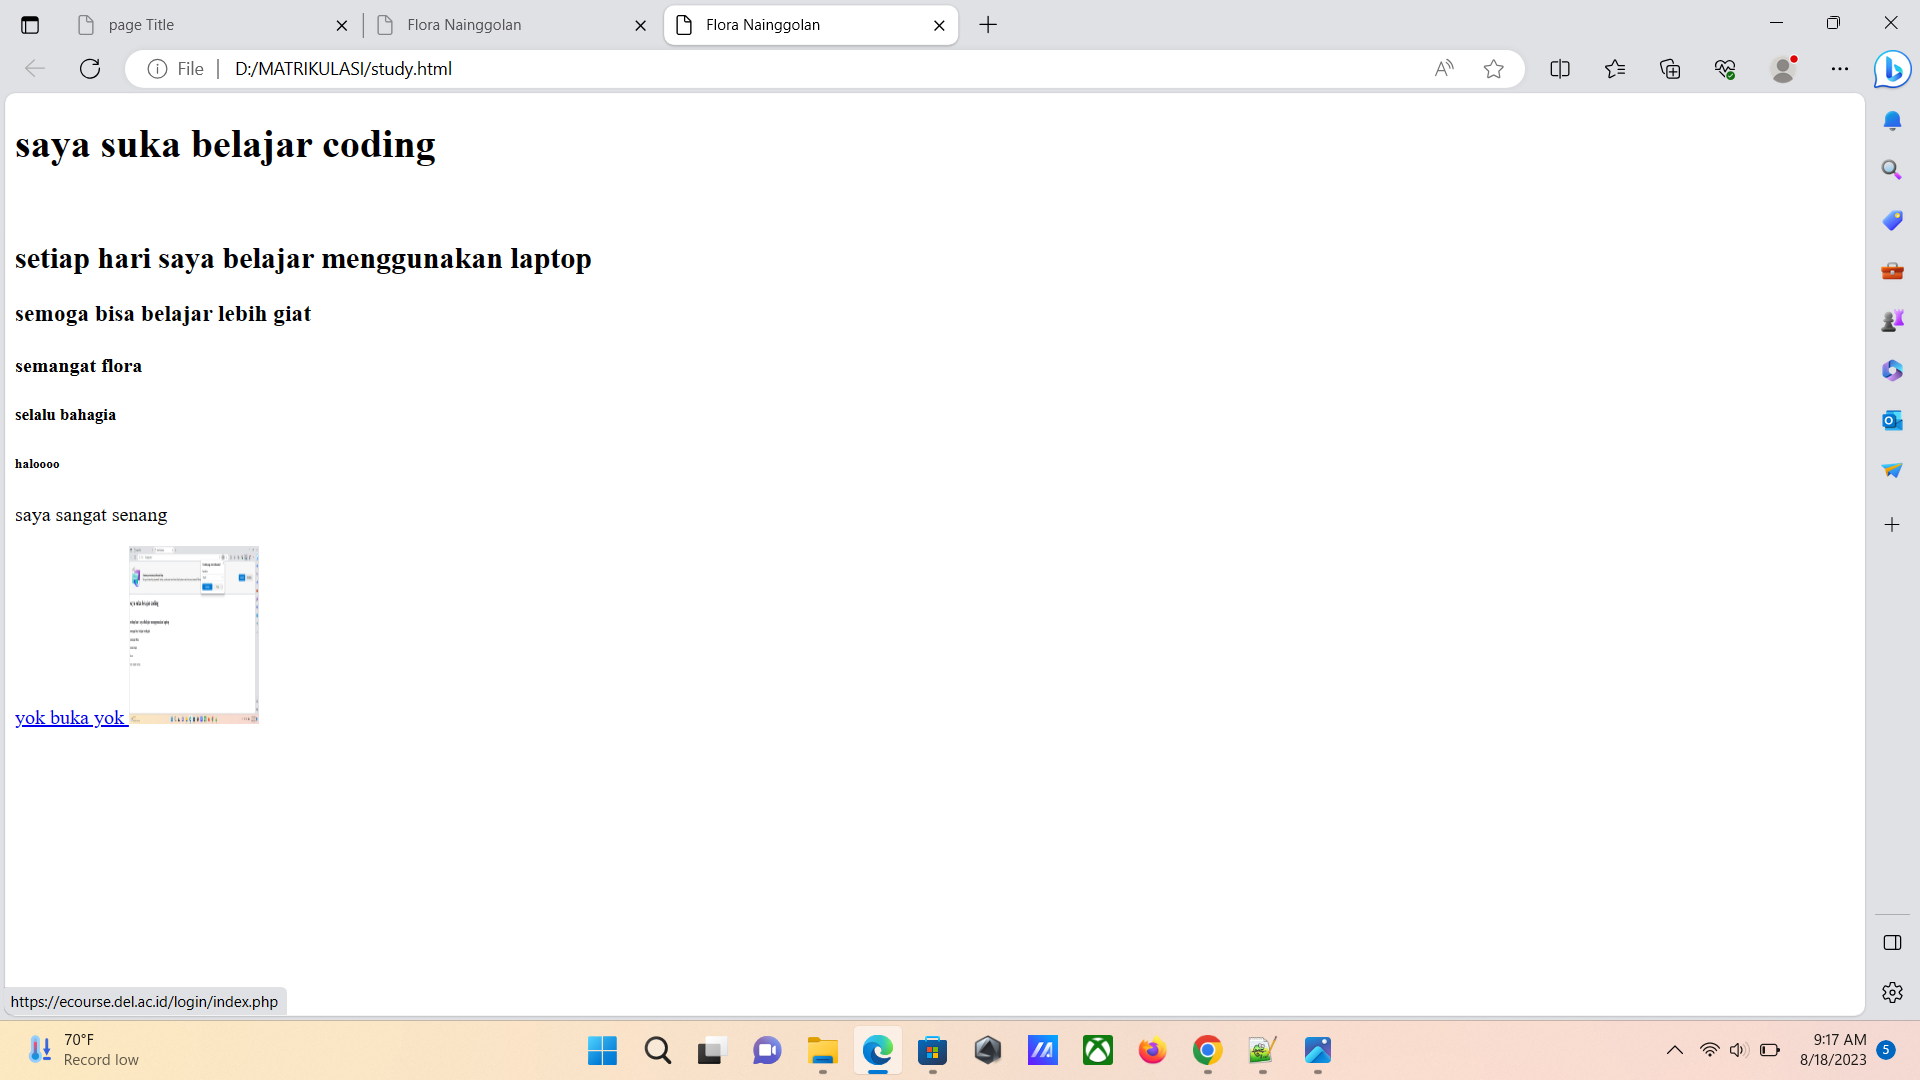 page Title
Flora Nainggolan
Flora Nainggolan
File
D:/MATRIKULASI/study.html
saya suka belajar coding
setiap hari saya belajar menggunakan laptop
semoga bisa belajar lebih giat
semangat flora
selalu bahagia
haloooo
saya sangat senang
yok buka yok
https://ecourse.del.ac.id/login/index.php
70°F
Record low
9:17 AM
8/18/2023
5